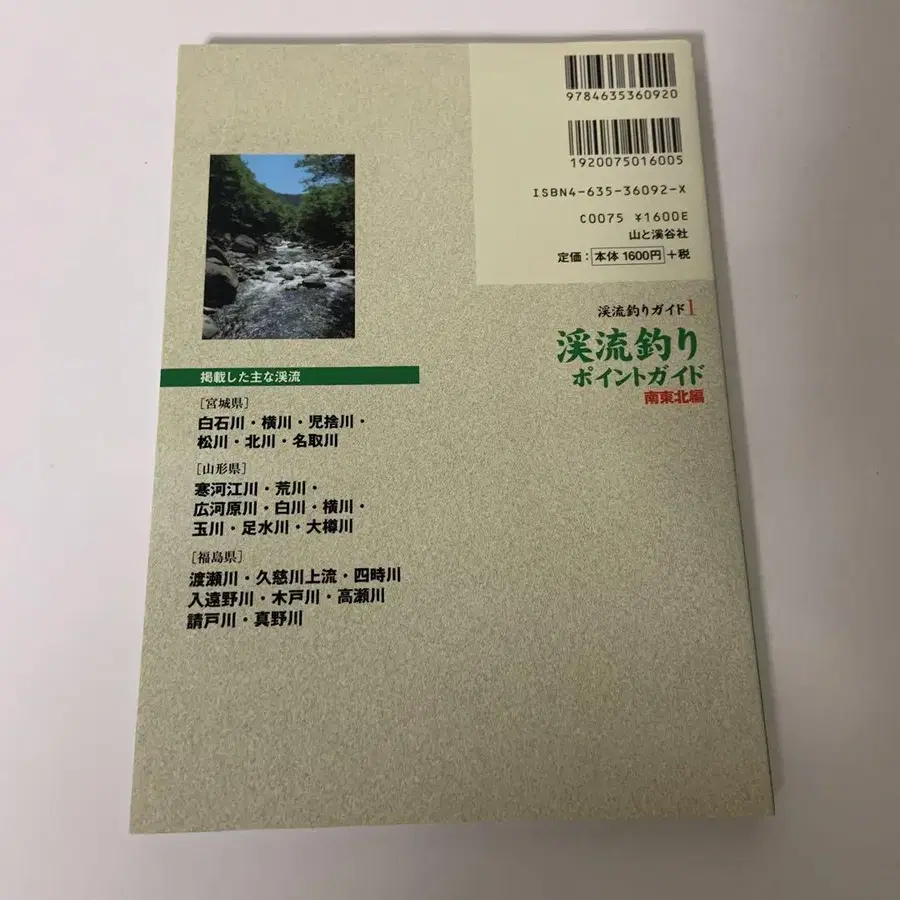 9784635360920
1920075016005
ISBN4-635-36092-X
C0075 ¥1600E
山と溪谷社
定価：本体1600円+税
渓流釣りガイド1
渓流釣り
ポイントガイド
南東北編
掲載した主な渓流
［宮城県］
白石川・横川・児捨川・
松川・北川・名取川
［山形県］
寒河江川・荒川・
広河原川・白川・横川・
玉川・足水川・大樽川
［福島県］
渡瀬川・久慈川上流・四時川
入遠野川・木戸川・高瀬川
請戸川・真野川